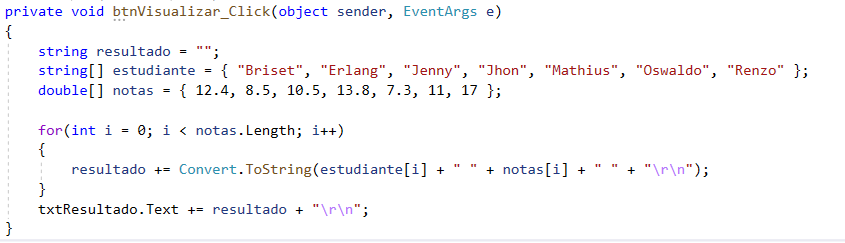 private void btnVisualizar_Click(object sender, EventArgs e)
{
    string resultado = "";
    string[] estudiante = { "Briset", "Erlang", "Jenny", "Jhon", "Mathius", "Oswaldo", "Renzo" };
    double[] notas = { 12.4, 8.5, 10.5, 13.8, 7.3, 11, 17 };

    for(int i = 0; i < notas.Length; i++)
    {
        resultado += Convert.ToString(estudiante[i] + " " + notas[i] + " " + "\r\n");
    }
    txtResultado.Text += resultado + "\r\n";
}